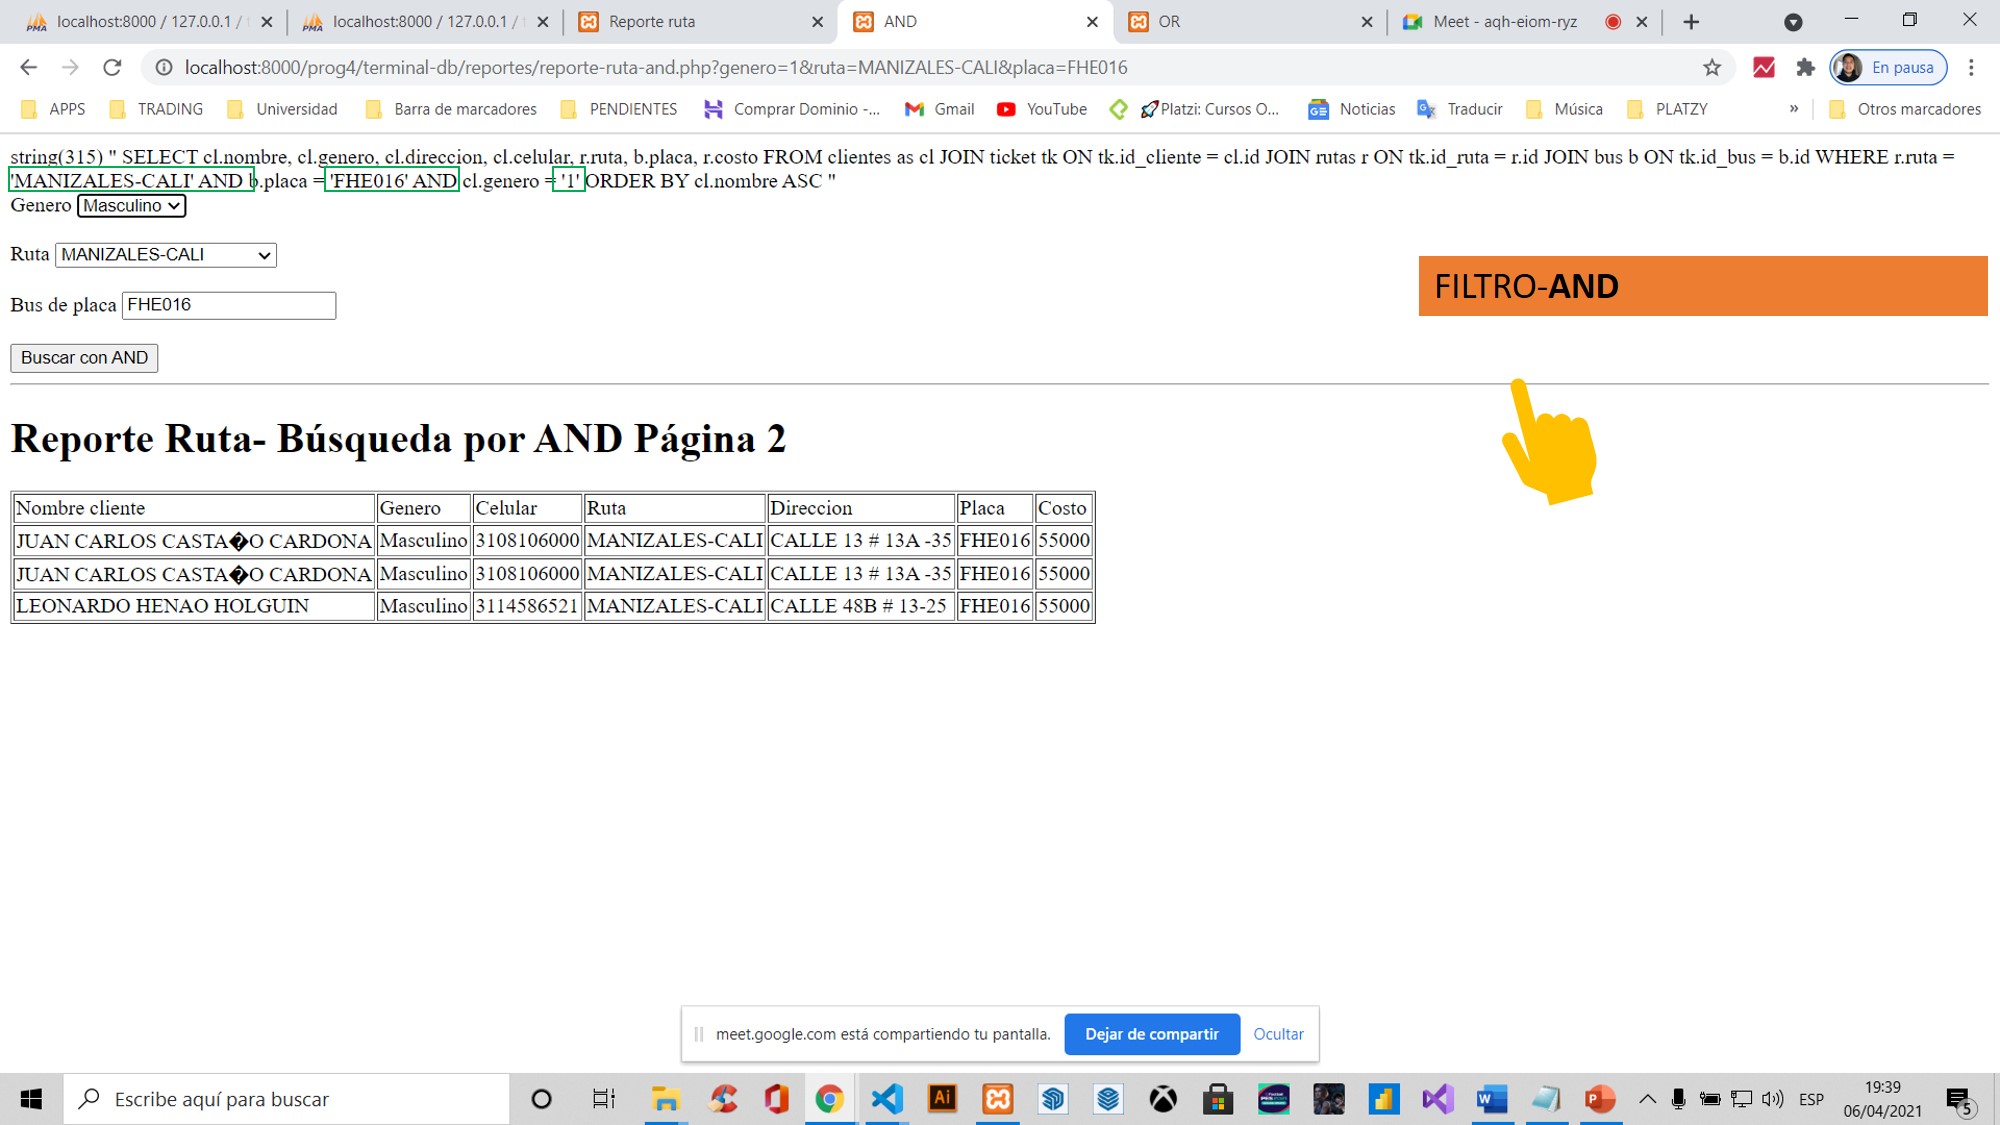 localhost:8000 / 127.0.0.1 /
localhost:8000 / 127.0.0.1 /
Reporte ruta
AND
OR
Meet - aqh-eiom-ryz
localhost:8000/prog4/terminal-db/reportes/reporte-ruta-and.php?genero=1&ruta=MANIZALES-CALI&placa=FHE016
En pausa
APPS
TRADING
Universidad
Barra de marcadores
PENDIENTES
Comprar Dominio -...
Gmail
YouTube
Platzi: Cursos O...
Noticias
Traducir
Música
PLATZY
»
Otros marcadores
string(315) " SELECT cl.nombre, cl.genero, cl.direccion, cl.celular, r.ruta, b.placa, r.costo FROM clientes as cl JOIN ticket tk ON tk.id_cliente = cl.id JOIN rutas r ON tk.id_ruta = r.id JOIN bus b ON tk.id_bus = b.id WHERE r.ruta =
'MANIZALES-CALI' AND b.placa = 'FHE016' AND cl.genero = '1' ORDER BY cl.nombre ASC "
Genero Masculino
Ruta MANIZALES-CALI
FILTRO-AND
Bus de placa FHE016
Buscar con AND
Reporte Ruta- Búsqueda por AND Página 2
Nombre cliente Genero Celular Ruta Direccion Placa Costo
JUAN CARLOS CASTA�O CARDONA Masculino 3108106000 MANIZALES-CALI CALLE 13 # 13A -35 FHE016 55000
JUAN CARLOS CASTA�O CARDONA Masculino 3108106000 MANIZALES-CALI CALLE 13 # 13A -35 FHE016 55000
LEONARDO HENAO HOLGUIN Masculino 3114586521 MANIZALES-CALI CALLE 48B # 13-25 FHE016 55000
meet.google.com está compartiendo tu pantalla. Dejar de compartir Ocultar
Escribe aquí para buscar
Ai
ESP
19:39
06/04/2021
5